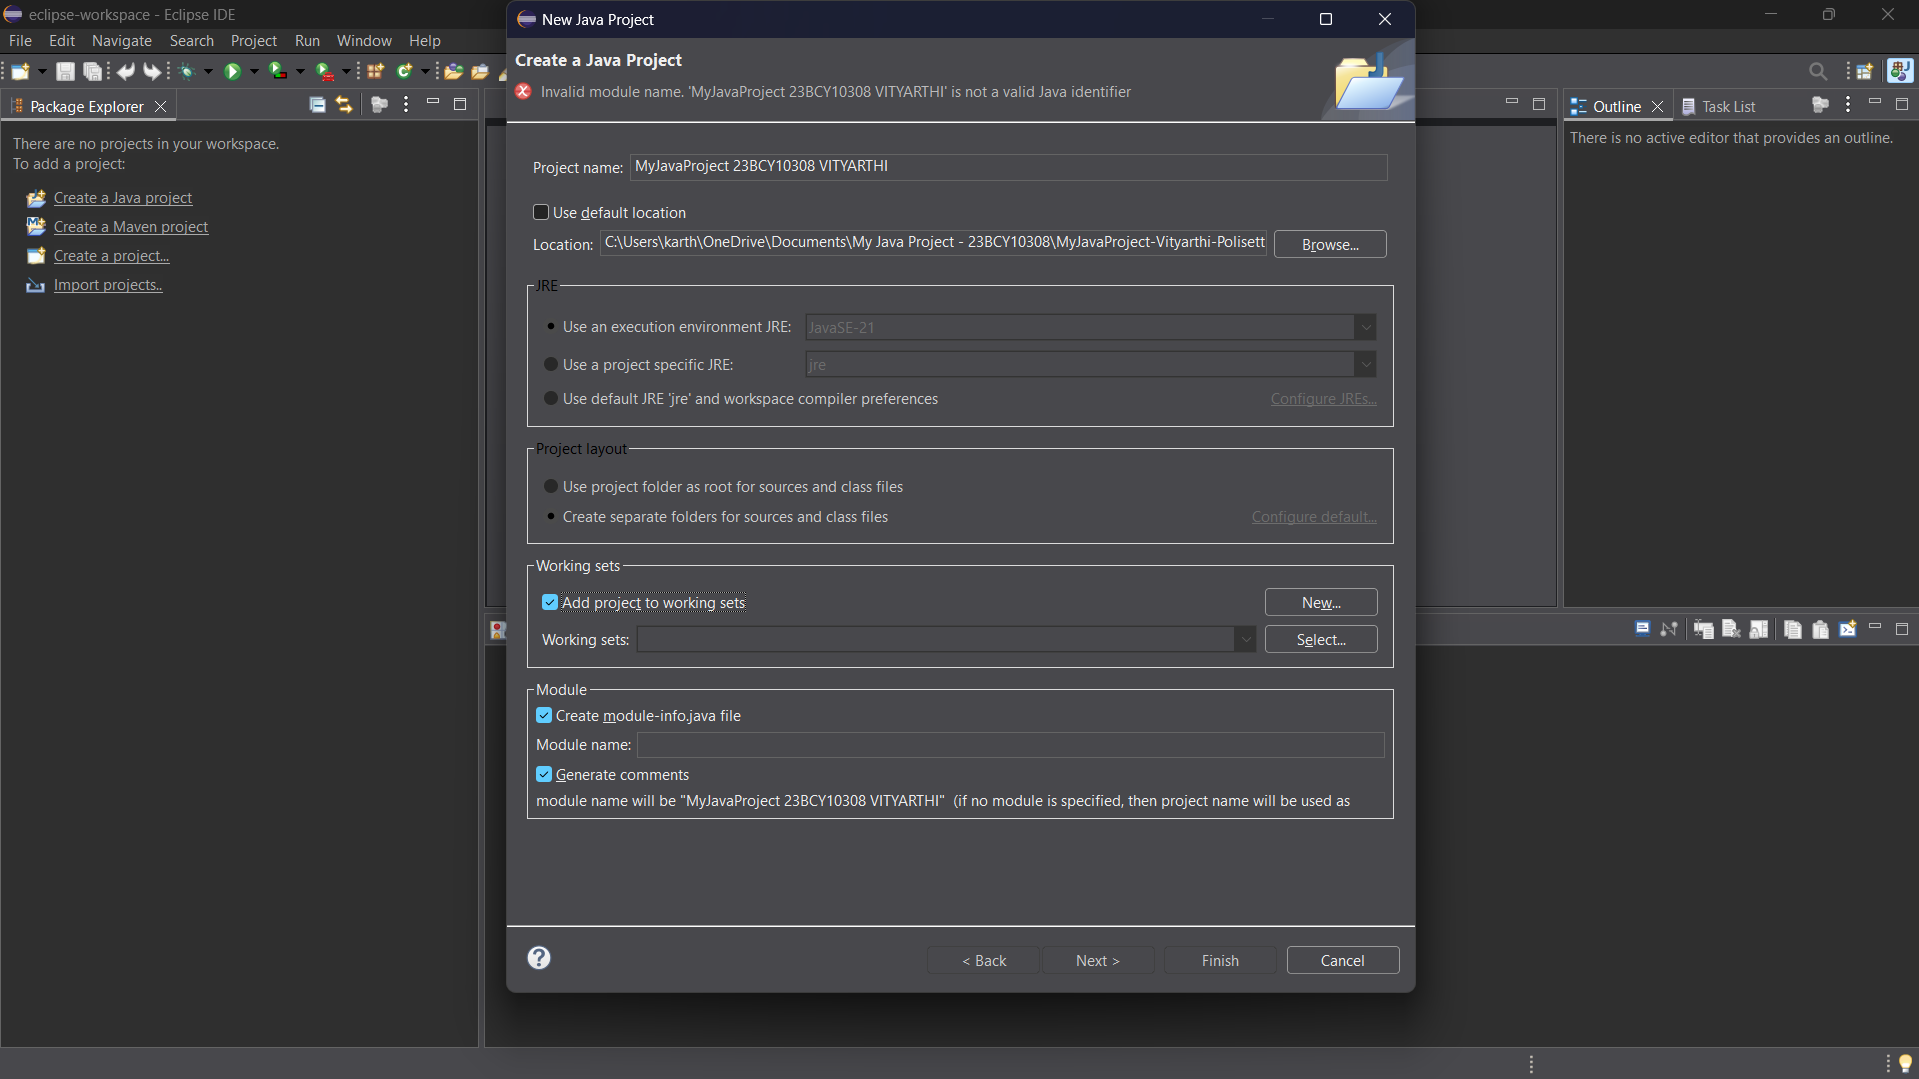 eclipse-workspace - Eclipse IDE
File Edit Navigate Search Project Run Window Help
Package Explorer
There are no projects in your workspace.
To add a project:
Create a Java project
Create a Maven project
Create a project...
Import projects..
New Java Project
Create a Java Project
Invalid module name. 'MyJavaProject 23BCY10308 VITYARTHI' is not a valid Java identifier
Project name: MyJavaProject 23BCY10308 VITYARTHI
Use default location
Location: C:\Users\karth\OneDrive\Documents\My Java Project - 23BCY10308\MyJavaProject-Vityarthi-Polisett Browse...
JRE
Use an execution environment JRE: JavaSE-21
Use a project specific JRE: jre
Use default JRE 'jre' and workspace compiler preferences Configure JREs...
Project layout
Use project folder as root for sources and class files
Create separate folders for sources and class files Configure default...
Working sets
Add project to working sets New...
Working sets: Select...
Module
Create module-info.java file
Module name:
Generate comments
module name will be "MyJavaProject 23BCY10308 VITYARTHI" (if no module is specified, then project name will be used as
< Back Next > Finish Cancel
Outline Task List
There is no active editor that provides an outline.